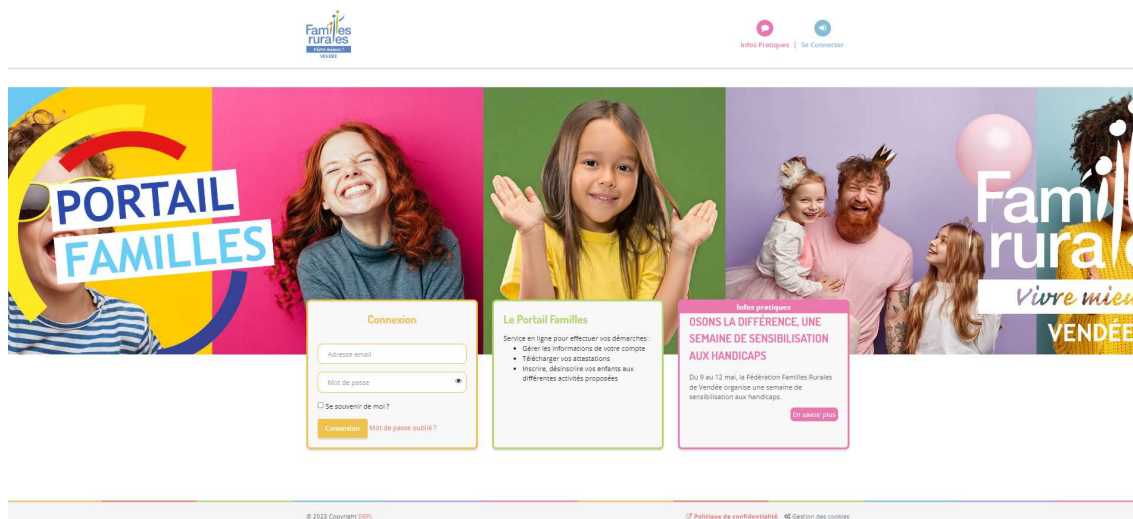 Familles
rurales
Vivre mieux !
VENDÉE
Infos Pratiques | Se Connecter
PORTAIL
FAMILLES
Famille
rurales
Vivre mieu
VENDÉE
Connexion
Adresse email
Mot de passe
Se souvenir de moi ?
Connexion Mot de passe oublié ?
Le Portail Familles
Service en ligne pour effectuer vos démarches :
Gérer les informations de votre compte
Télécharger vos attestations
Inscrire, désinscrire vos enfants aux
différentes activités proposées
Infos pratiques
OSONS LA DIFFÉRENCE, UNE
SEMAINE DE SENSIBILISATION
AUX HANDICAPS
Du 9 au 12 mai, la Fédération Familles Rurales
de Vendée organise une semaine de
sensibilisation aux handicaps.
En savoir plus
© 2023 Copyright DEFI.
Politique de confidentialité Gestion des cookies